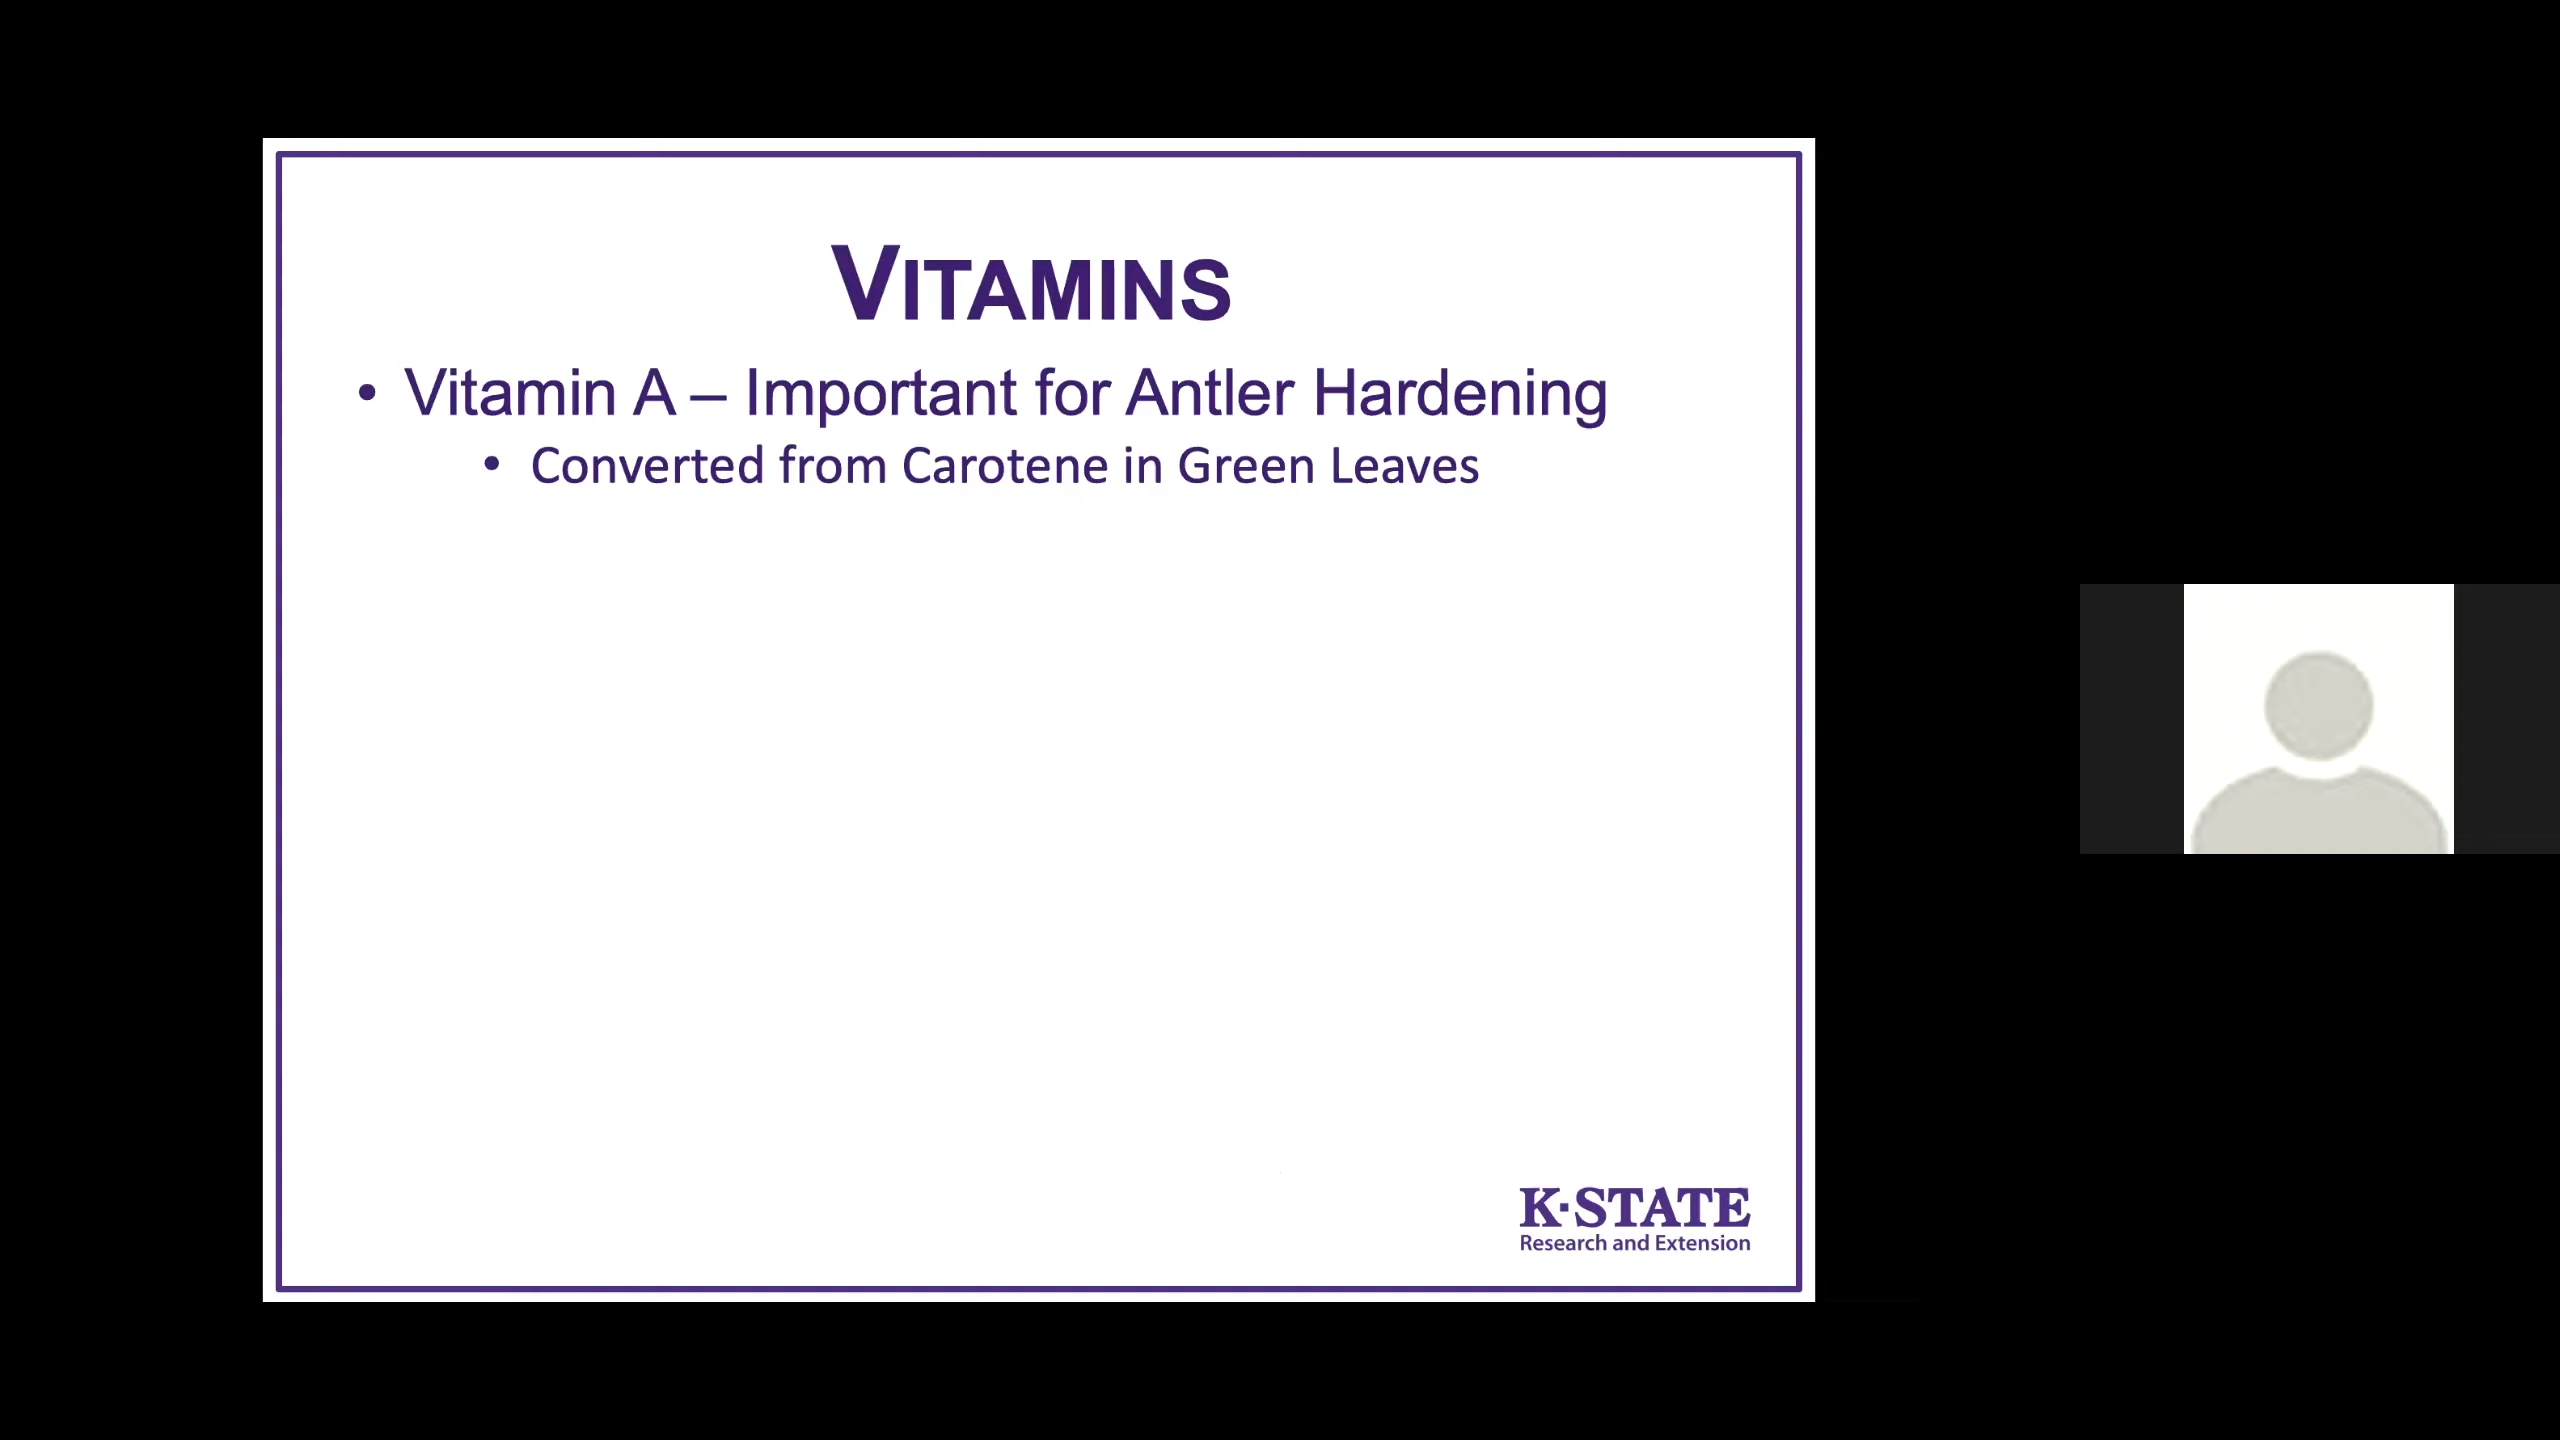 VITAMINS
• Vitamin A – Important for Antler Hardening
• Converted from Carotene in Green Leaves
K·STATE
Research and Extension